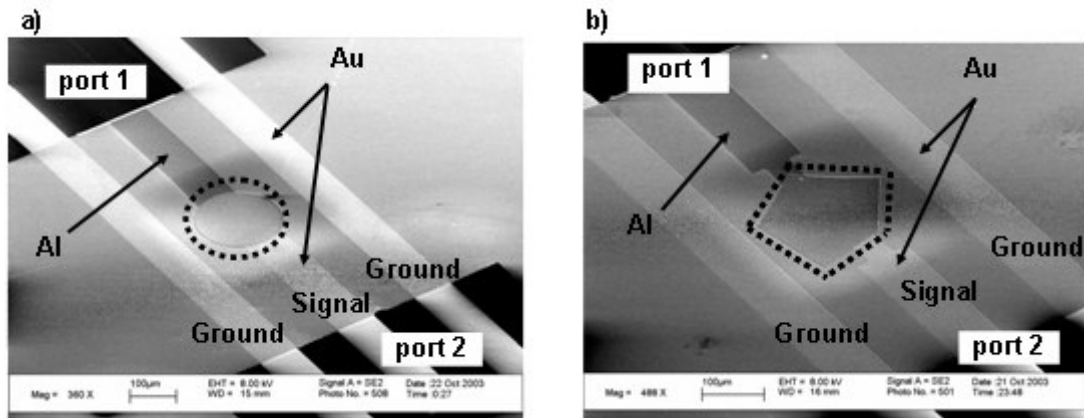 a)
port 1
Au
Al
Ground
Signal
Ground
port 2
Mag = 360 X
100µm
EHT = 8.00 kV
WD = 15 mm
Signal A = SE2
Photo No. = 508
Date :22 Oct 2003
Time :0:27
b)
port 1
Au
Al
Ground
Signal
Ground
port 2
Mag = 488 X
100µm
EHT = 8.00 kV
WD = 16 mm
Signal A = SE2
Photo No. = 501
Date :21 Oct 2003
Time :23:48